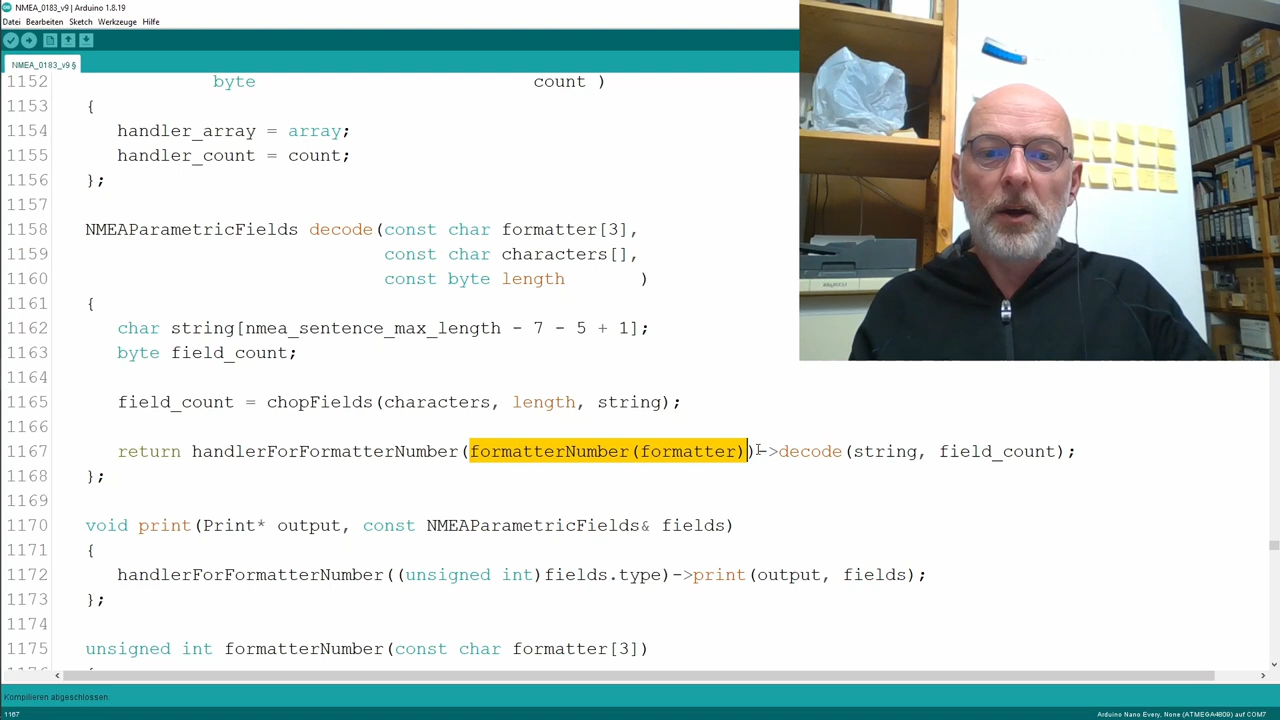 NMEA_0183_v9 | Arduino 1.8.19
Datei Bearbeiten Sketch Werkzeuge Hilfe
NMEA_0183_v9 §
1152 byte count )
1153 {
1154 handler_array = array;
1155 handler_count = count;
1156 };
1157
1158 NMEAParametricFields decode(const char formatter[3],
1159 const char characters[],
1160 const byte length )
1161 {
1162 char string[nmea_sentence_max_length - 7 - 5 + 1];
1163 byte field_count;
1164
1165 field_count = chopFields(characters, length, string);
1166
1167 return handlerForFormatterNumber(formatterNumber(formatter))->decode(string, field_count);
1168 };
1169
1170 void print(Print* output, const NMEAParametricFields& fields)
1171 {
1172 handlerForFormatterNumber((unsigned int)fields.type)->print(output, fields);
1173 };
1174
1175 unsigned int formatterNumber(const char formatter[3])
Kompilieren abgeschlossen.
1167 Arduino Nano Every, None (ATMEGA4809) auf COM7